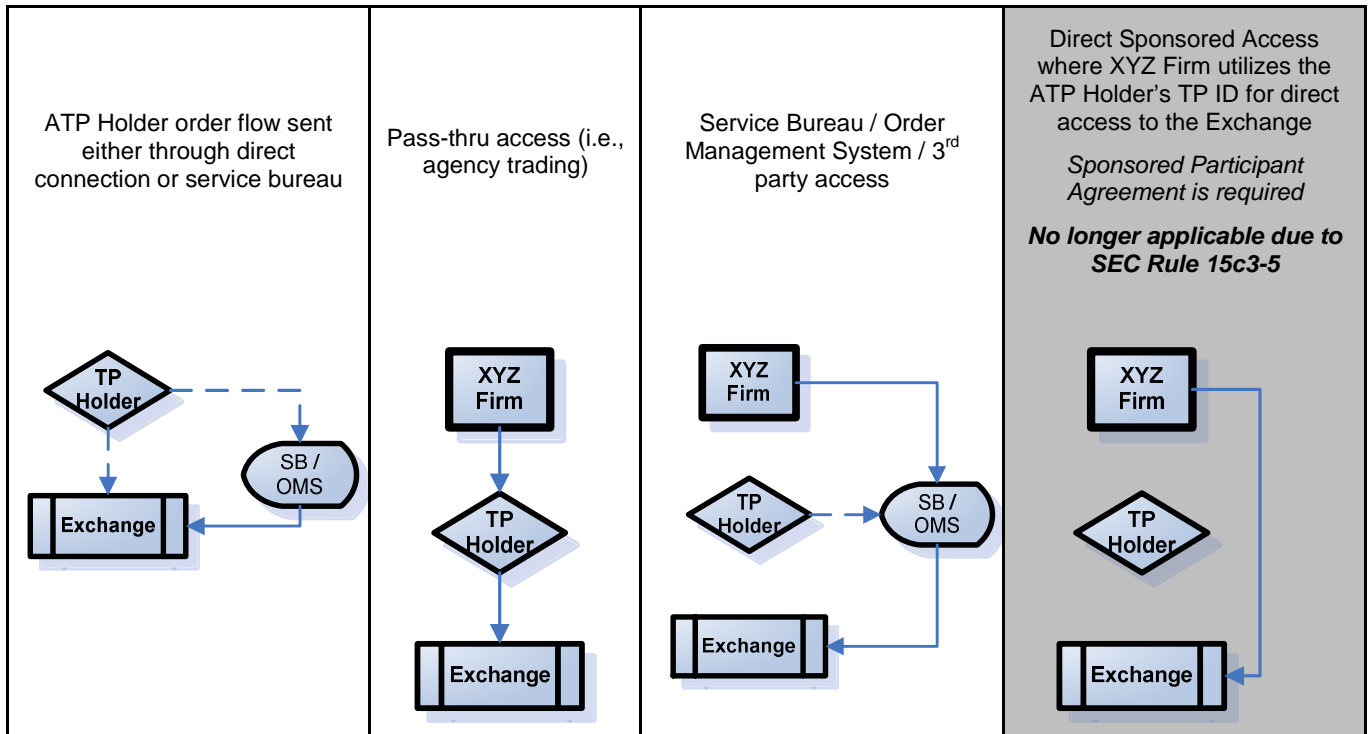 ATP Holder order flow sent
either through direct
connection or service bureau
TP
Holder
SB /
OMS
Exchange
Pass-thru access (i.e.,
agency trading)
XYZ
Firm
TP
Holder
Exchange
Service Bureau / Order
Management System / 3rd
party access
XYZ
Firm
TP
Holder
SB /
OMS
Exchange
Direct Sponsored Access
where XYZ Firm utilizes the
ATP Holder's TP ID for direct
access to the Exchange
Sponsored Participant
Agreement is required
No longer applicable due to
SEC Rule 15c3-5
XYZ
Firm
TP
Holder
Exchange